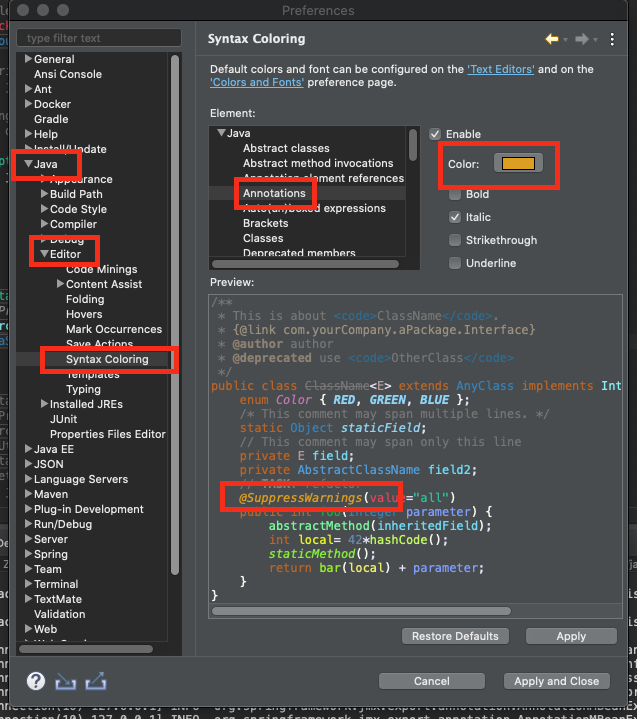 Preferences
type filter text
General
Ansi Console
Ant
Docker
Gradle
Help
Install/Update
Java
Appearance
Build Path
Code Style
Compiler
Debug
Editor
Code Minings
Content Assist
Folding
Hovers
Mark Occurrences
Save Actions
Syntax Coloring
Templates
Typing
Installed JREs
JUnit
Properties Files Editor
Java EE
JSON
Language Servers
Maven
Plug-in Development
Run/Debug
Server
Spring
Team
Terminal
TextMate
Validation
Web
Syntax Coloring
Default colors and font can be configured on the 'Text Editors' and on the
'Colors and Fonts' preference page.
Element:
Java
Abstract classes
Abstract method invocations
Annotation element references
Annotations
Auto(un)boxed expressions
Brackets
Classes
Deprecated members
Enable
Color:
Bold
Italic
Strikethrough
Underline
Preview:
/**
* This is about <code>ClassName</code>.
* {@link com.yourCompany.aPackage.Interface}
* @author author
* @deprecated use <code>OtherClass</code>
*/
public class ClassName<E> extends AnyClass implements Int
enum Color { RED, GREEN, BLUE };
/* This comment may span multiple lines. */
static Object staticField;
// This comment may span only this line
private E field;
private AbstractClassName field2;
// TASK: refactor
@SuppressWarnings(value="all")
public int foo(Integer parameter) {
abstractMethod(inheritedField);
int local= 42*hashCode();
staticMethod();
return bar(local) + parameter;
}
}
Restore Defaults
Apply
?
Cancel
Apply and Close